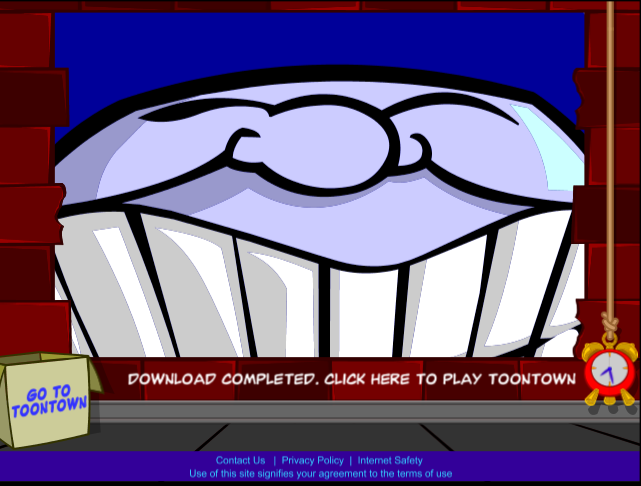 DOWNLOAD COMPLETED. CLICK HERE TO PLAY TOONTOWN
GO TO
TOONTOWN
Contact Us | Privacy Policy | Internet Safety
Use of this site signifies your agreement to the terms of use